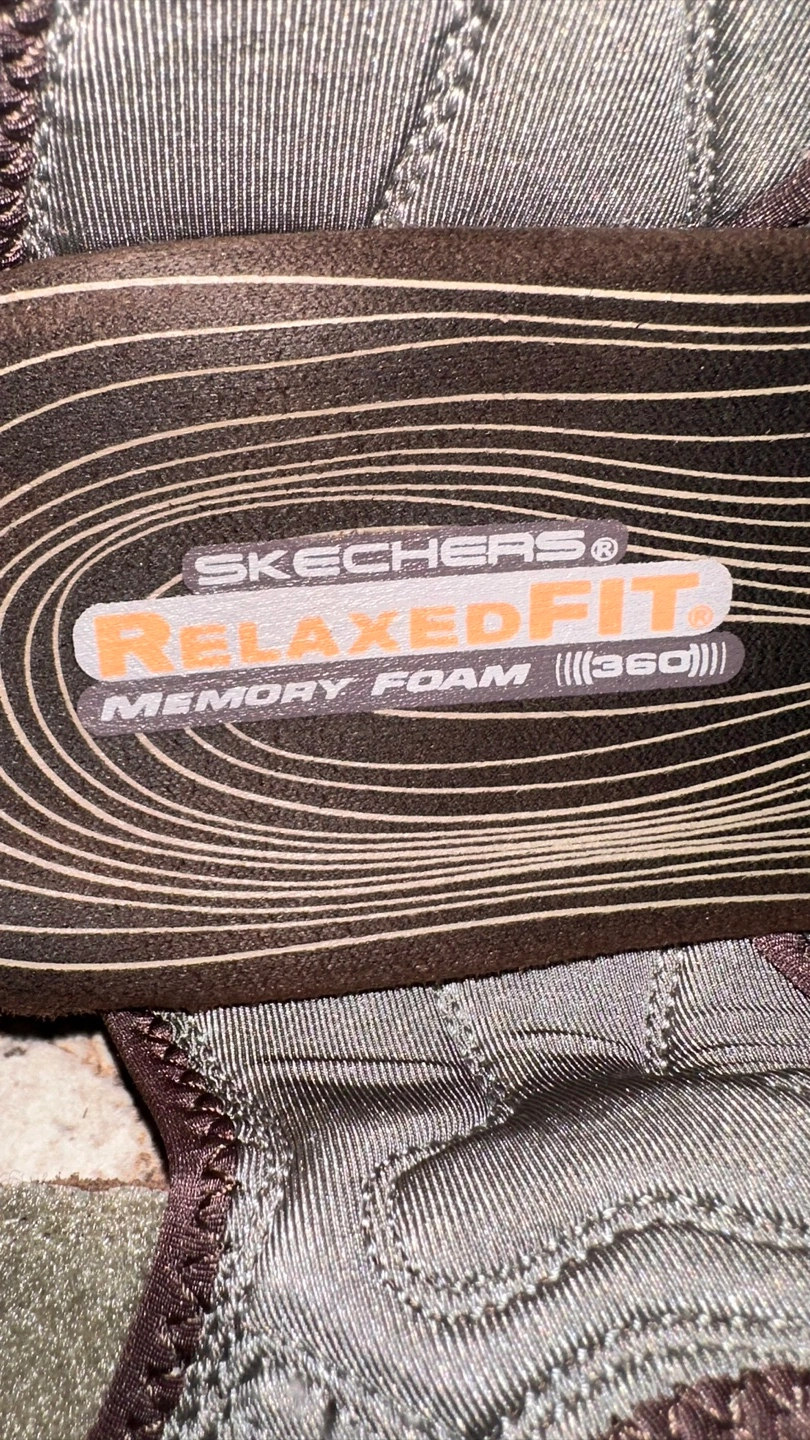 SKECHERS®
RELAXEDFIT®
MEMORY FOAM ((((360))))